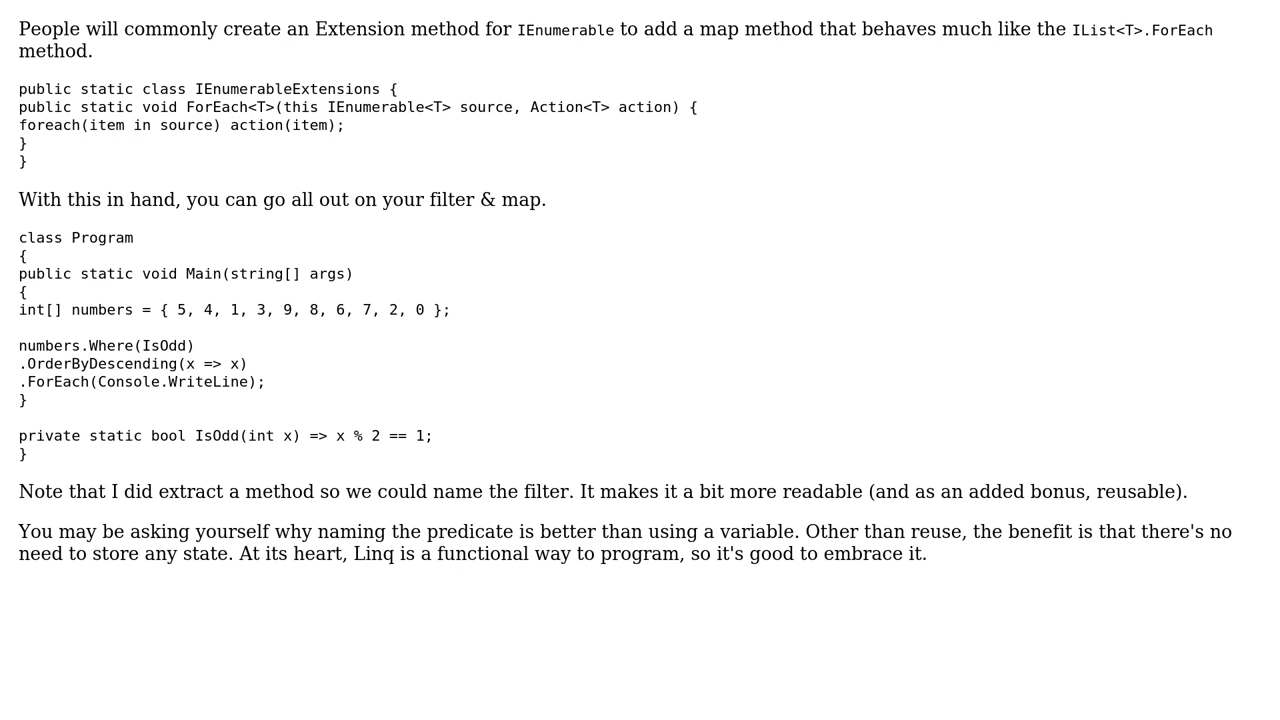 People will commonly create an Extension method for IEnumerable to add a map method that behaves much like the IList<T>.ForEach
method.
public static class IEnumerableExtensions {
public static void ForEach<T>(this IEnumerable<T> source, Action<T> action) {
foreach(item in source) action(item);
}
}
With this in hand, you can go all out on your filter & map.
class Program
{
public static void Main(string[] args)
{
int[] numbers = { 5, 4, 1, 3, 9, 8, 6, 7, 2, 0 };
numbers.Where(IsOdd)
.OrderByDescending(x => x)
.ForEach(Console.WriteLine);
}
private static bool IsOdd(int x) => x % 2 == 1;
}
Note that I did extract a method so we could name the filter. It makes it a bit more readable (and as an added bonus, reusable).
You may be asking yourself why naming the predicate is better than using a variable. Other than reuse, the benefit is that there's no
need to store any state. At its heart, Linq is a functional way to program, so it's good to embrace it.